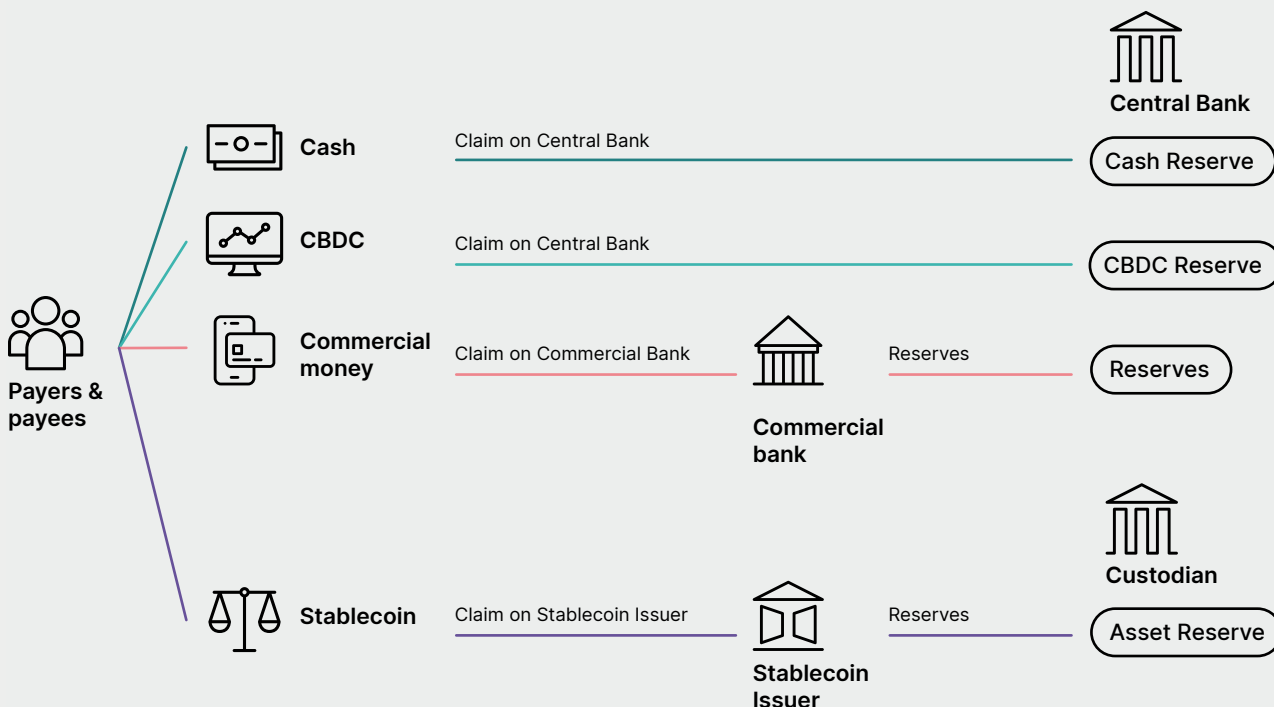 Central Bank
Cash
Claim on Central Bank
Cash Reserve
CBDC
Claim on Central Bank
CBDC Reserve
Payers &
payees
Commercial
money
Claim on Commercial Bank
Commercial
bank
Reserves
Reserves
Custodian
Stablecoin
Claim on Stablecoin Issuer
Stablecoin
Issuer
Reserves
Asset Reserve